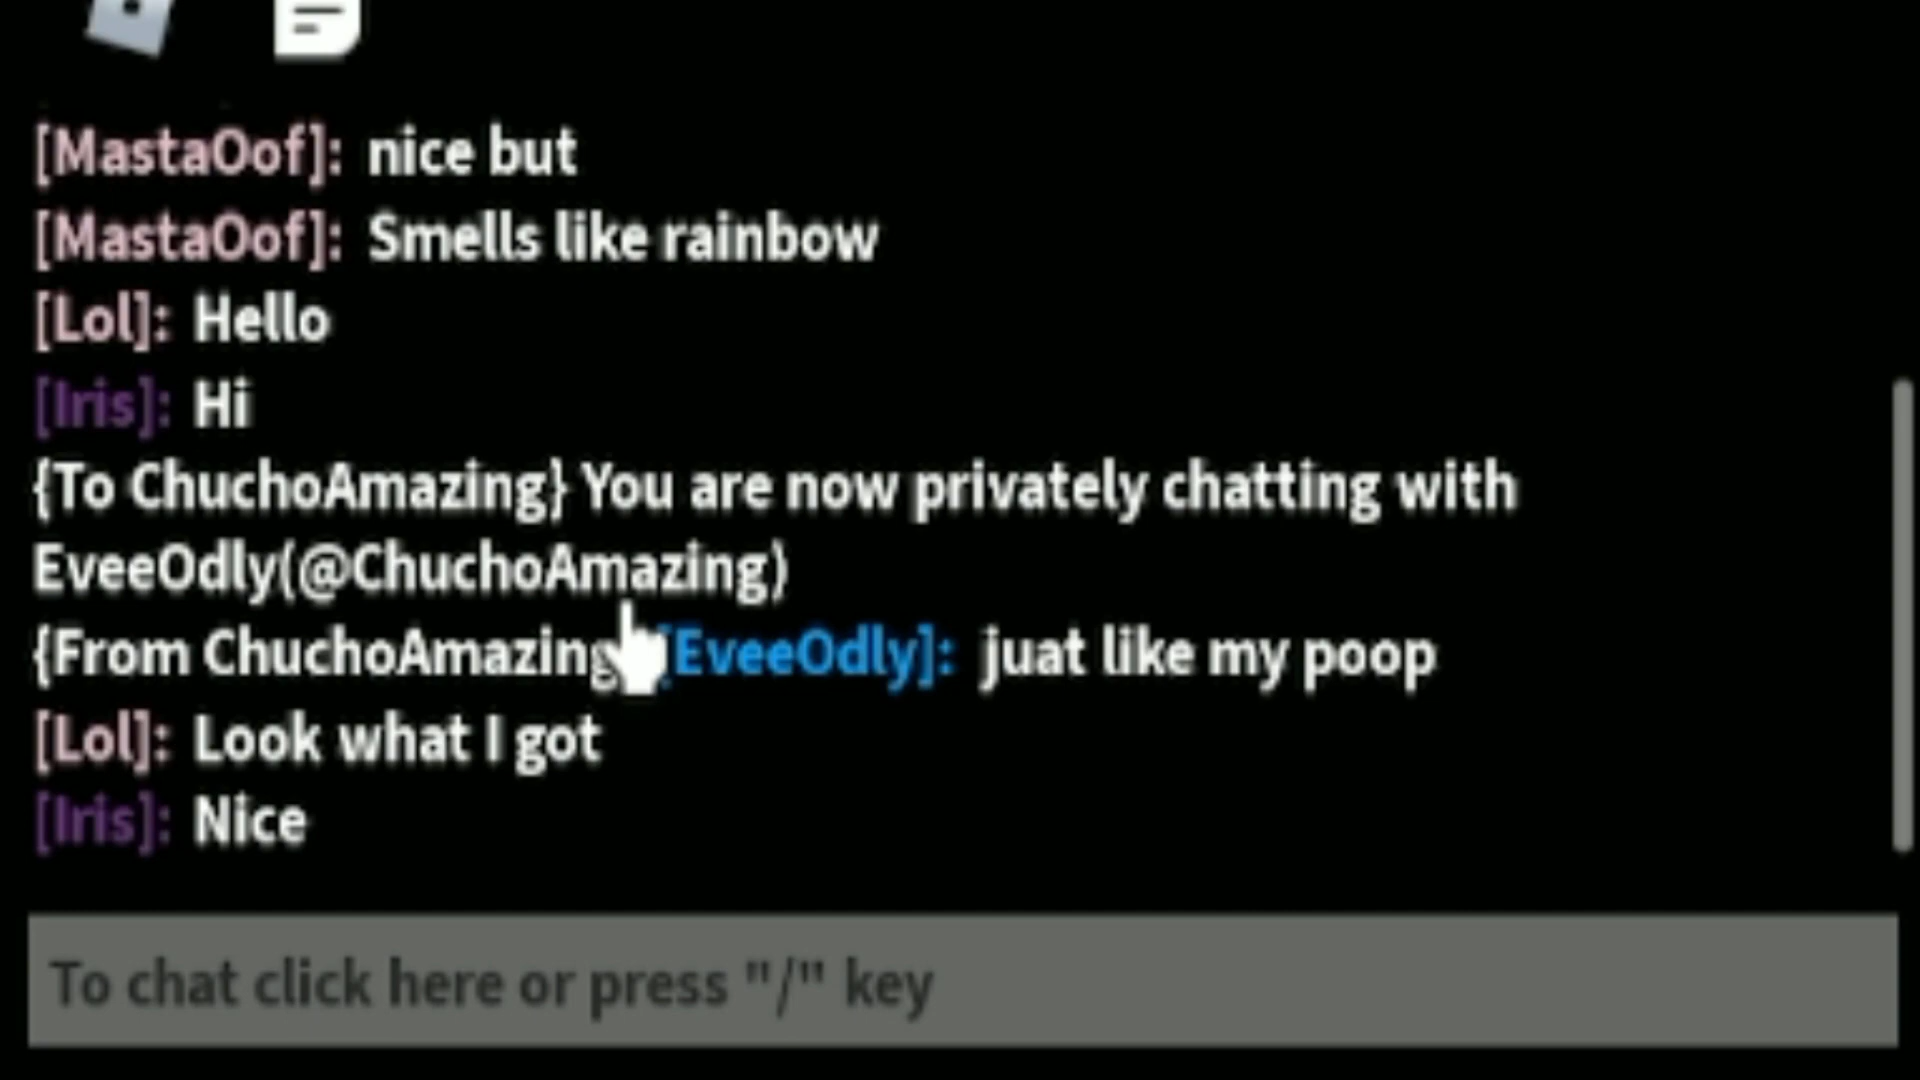 [MastaOof]: nice but
[MastaOof]: Smells like rainbow
[Lol]: Hello
[Iris]: Hi
{To ChuchoAmazing} You are now privately chatting with
EveeOdly(@ChuchoAmazing)
{From ChuchoAmazing [EveeOdly]: juat like my poop
[Lol]: Look what I got
[Iris]: Nice
To chat click here or press "/" key